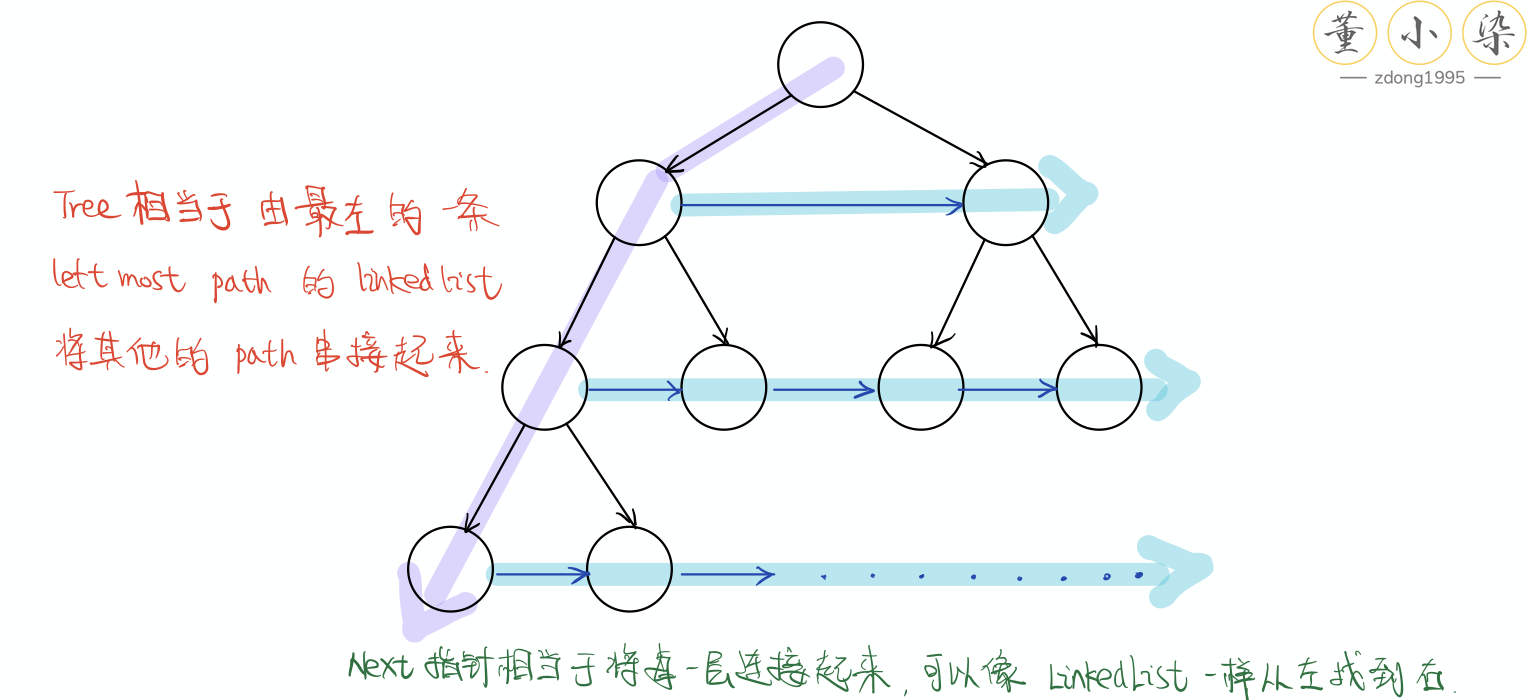 董小染
zdong1995
Tree 相当于 由最左的一条
left most path 的 linked list
将其他的 path 串接起来.
Next 指针相当于将每一层连接起来, 可以像 LinkedList 一样从左找到右.